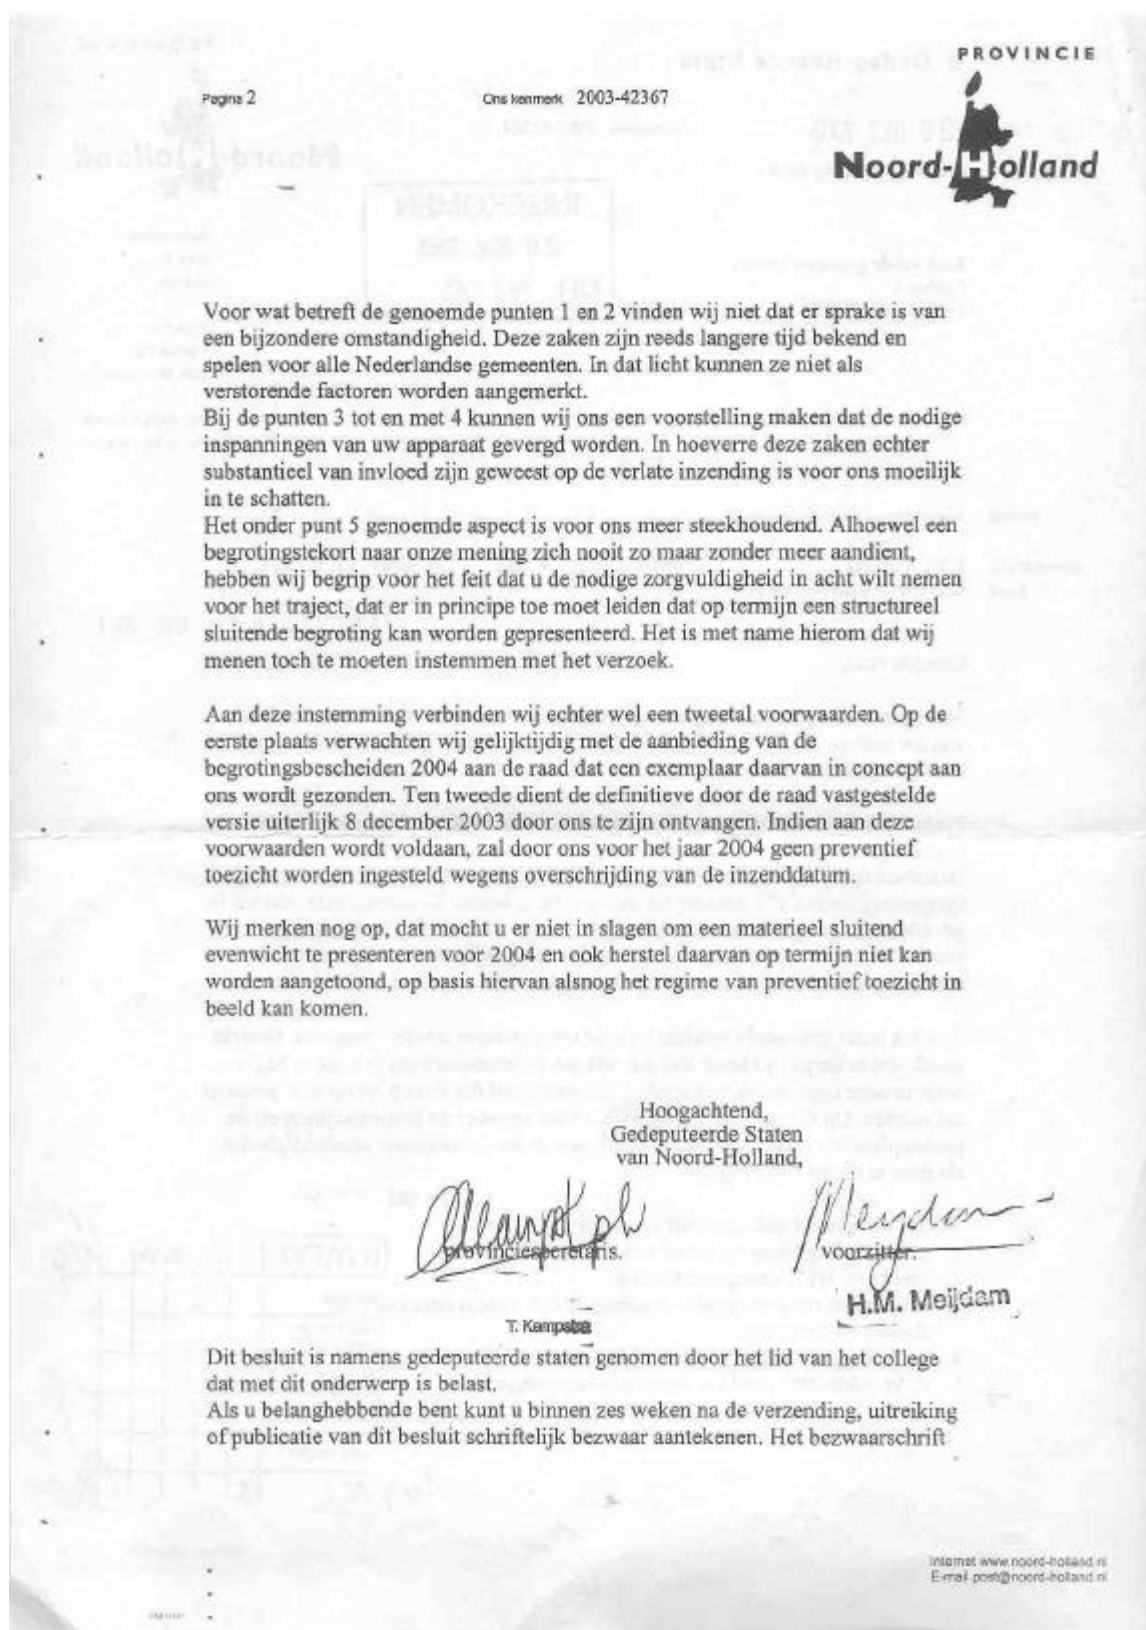 PROVINCIE
Pagina 2
Ons kenmerk 2003-42367
Noord-Holland
Voor wat betreft de genoemde punten 1 en 2 vinden wij niet dat er sprake is van
een bijzondere omstandigheid. Deze zaken zijn reeds langere tijd bekend en
spelen voor alle Nederlandse gemeenten. In dat licht kunnen ze niet als
verstorende factoren worden aangemerkt.
Bij de punten 3 tot en met 4 kunnen wij ons een voorstelling maken dat de nodige
inspanningen van uw apparaat gevergd worden. In hoeverre deze zaken echter
substantieel van invloed zijn geweest op de verlate inzending is voor ons moeilijk
in te schatten.
Het onder punt 5 genoemde aspect is voor ons meer steekhoudend. Alhoewel een
begrotingstekort naar onze mening zich nooit zo maar zonder meer aandient,
hebben wij begrip voor het feit dat u de nodige zorgvuldigheid in acht wilt nemen
voor het traject, dat er in principe toe moet leiden dat op termijn een structureel
sluitende begroting kan worden gepresenteerd. Het is met name hierom dat wij
menen toch te moeten instemmen met het verzoek.
Aan deze instemming verbinden wij echter wel een tweetal voorwaarden. Op de
eerste plaats verwachten wij gelijktijdig met de aanbieding van de
begrotingsbescheiden 2004 aan de raad dat een exemplaar daarvan in concept aan
ons wordt gezonden. Ten tweede dient de definitieve door de raad vastgestelde
versie uiterlijk 8 december 2003 door ons te zijn ontvangen. Indien aan deze
voorwaarden wordt voldaan, zal door ons voor het jaar 2004 geen preventief
toezicht worden ingesteld wegens overschrijding van de inzenddatum.
Wij merken nog op, dat mocht u er niet in slagen om een materieel sluitend
evenwicht te presenteren voor 2004 en ook herstel daarvan op termijn niet kan
worden aangetoond, op basis hiervan alsnog het regime van preventief toezicht in
beeld kan komen.
Hoogachtend,
Gedeputeerde Staten
van Noord-Holland,
Meijdam
provinciesecretaris.
voorzitter.
H.M. Meijdam
T. Kampstra
Dit besluit is namens gedeputeerde staten genomen door het lid van het college
dat met dit onderwerp is belast.
Als u belanghebbende bent kunt u binnen zes weken na de verzending, uitreiking
of publicatie van dit besluit schriftelijk bezwaar aantekenen. Het bezwaarschrift
Internet www.noord-holland.nl
E-mail post@noord-holland.nl